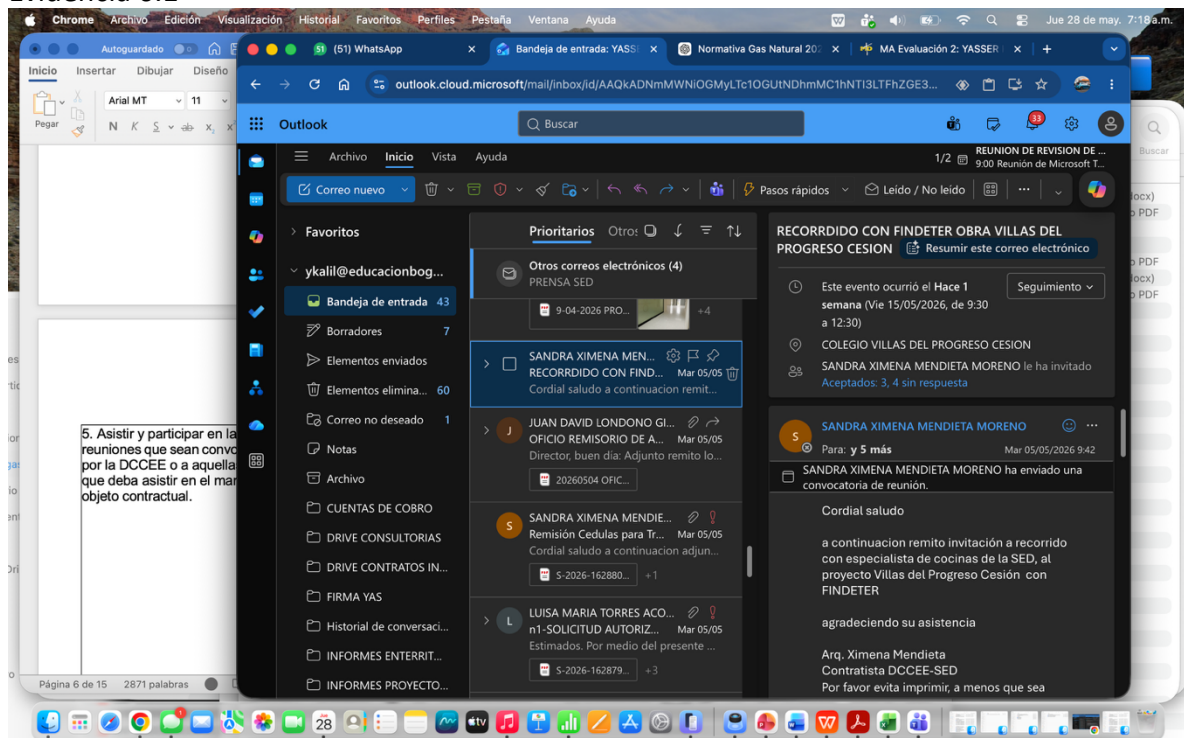 Chrome Archivo Edición Visualización Historial Favoritos Perfiles Pestaña Ventana Ayuda Jue 28 de may. 7:18 a.m.
Autoguardado
(51) WhatsApp
Bandeja de entrada: YASS
Normativa Gas Natural 202
MA Evaluación 2: YASSER
Inicio Insertar Dibujar Diseño
outlook.cloud.microsoft/mail/inbox/id/
Pegar
Arial MT 11
N K S ab x
Outlook
Buscar
33
Buscar
Archivo Inicio Vista Ayuda
1/2 REUNION DE REVISION DE ...
9:00 Reunión de Microsoft T...
Correo nuevo
Pasos rápidos
Leído / No leído
Favoritos
ykalil@educacionbog...
Bandeja de entrada 43
Borradores 7
Elementos enviados
Elementos elimina... 60
Correo no deseado 1
Notas
Archivo
CUENTAS DE COBRO
DRIVE CONSULTORIAS
DRIVE CONTRATOS IN...
FIRMA YAS
Historial de conversaci...
INFORMES ENTERRIT...
INFORMES PROYECTO...
Prioritarios Otros
Otros correos electrónicos (4)
PRENSA SED
9-04-2026 PRO...
+4
SANDRA XIMENA MEN...
RECORRDIDO CON FIND... Mar 05/05
Cordial saludo a continuacion remit...
J
JUAN DAVID LONDONO GI...
OFICIO REMISORIO DE A... Mar 05/05
Director, buen día: Adjunto remito lo...
20260504 OFIC...
S
SANDRA XIMENA MENDIE...
Remisión Cedulas para Tr... Mar 05/05
Cordial saludo a continuacion adjun...
S-2026-162880... +1
L
LUISA MARIA TORRES ACO...
n1-SOLICITUD AUTORIZ... Mar 05/05
Estimados. Por medio del presente ...
S-2026-162879... +3
RECORRDIDO CON FINDETER OBRA VILLAS DEL
PROGRESO CESION Resumir este correo electrónico
Este evento ocurrió el Hace 1
semana (Vie 15/05/2026, de 9:30
a 12:30)
Seguimiento
COLEGIO VILLAS DEL PROGRESO CESION
SANDRA XIMENA MENDIETA MORENO le ha invitado
Aceptados: 3, 4 sin respuesta
S
SANDRA XIMENA MENDIETA MORENO
Para: y 5 más Mar 05/05/2026 9:42
SANDRA XIMENA MENDIETA MORENO ha enviado una
convocatoria de reunión.
Cordial saludo
a continuacion remito invitación a recorrido
con especialista de cocinas de la SED, al
proyecto Villas del Progreso Cesión con
FINDETER
agradeciendo su asistencia
Arq. Ximena Mendieta
Contratista DCCEE-SED
Por favor evita imprimir, a menos que sea
5. Asistir y participar en la
reuniones que sean convo
por la DCCEE o a aquella
que deba asistir en el mar
objeto contractual.
Página 6 de 15 2871 palabras
ocx)
PDF
PDF
ocx)
PDF
28
tv